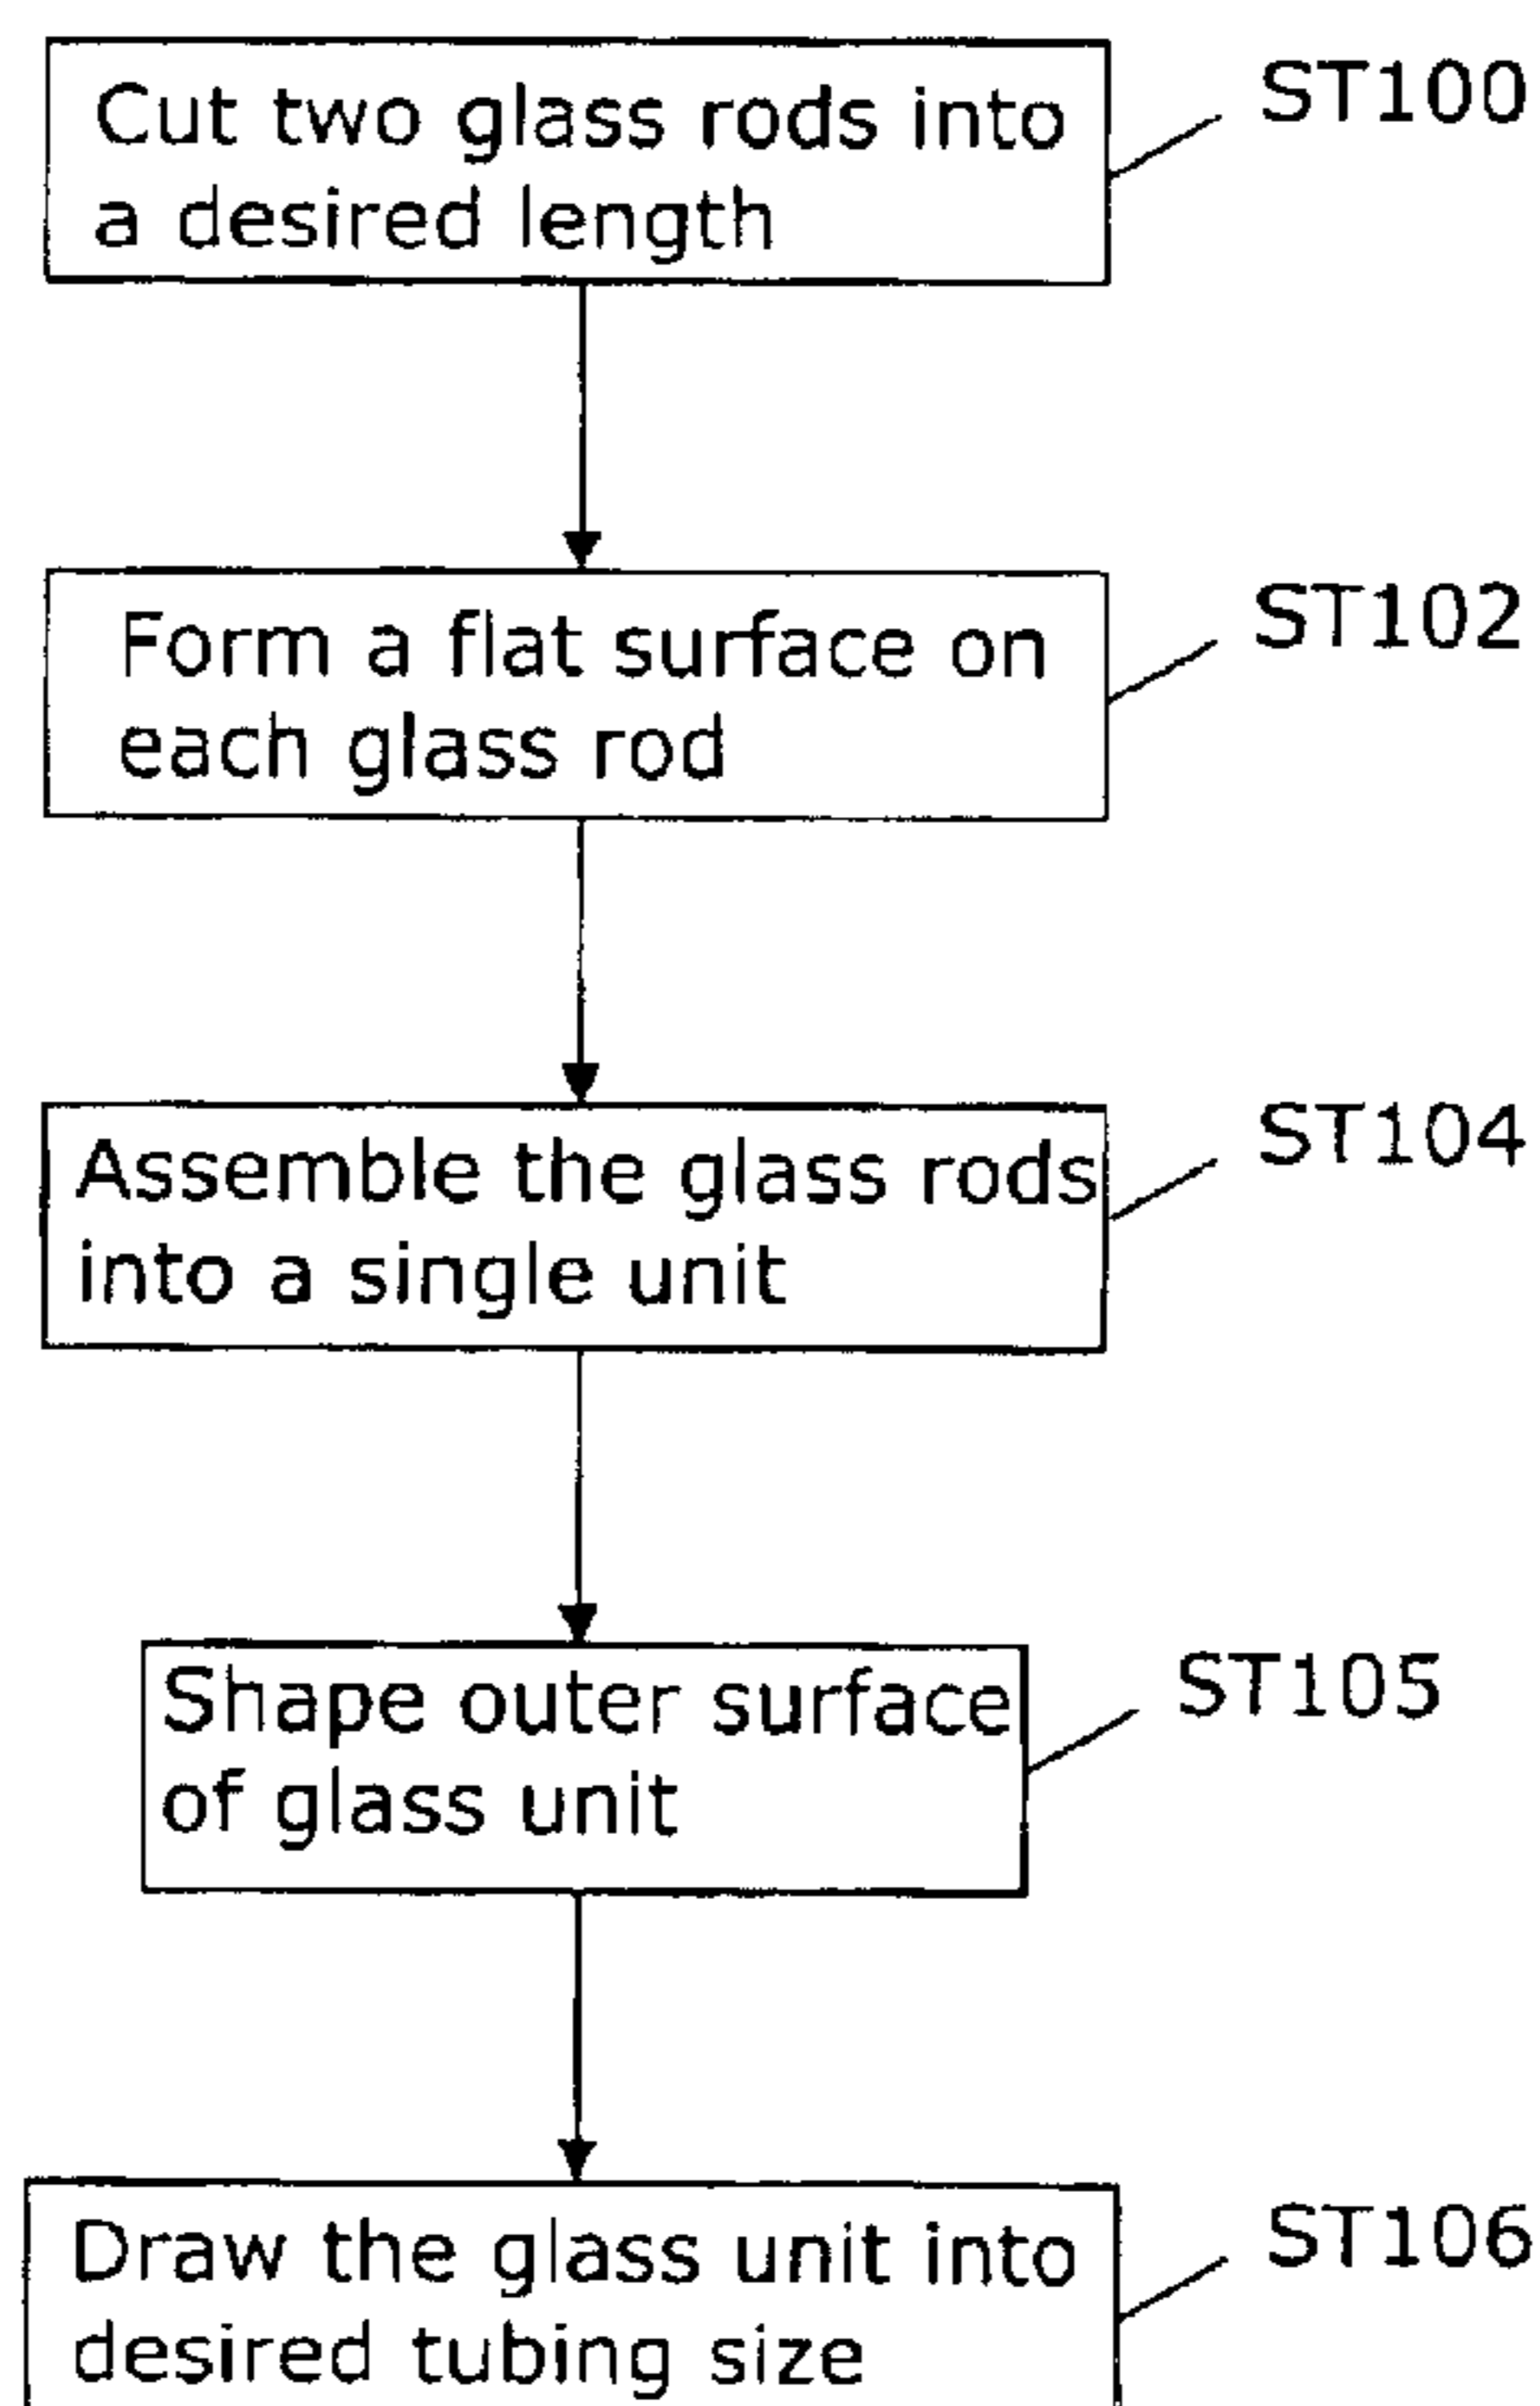 Cut two glass rods into
a desired length
ST100
Form a flat surface on
each glass rod
ST102
Assemble the glass rods
into a single unit
ST104
Shape outer surface
of glass unit
ST105
Draw the glass unit into
desired tubing size
ST106